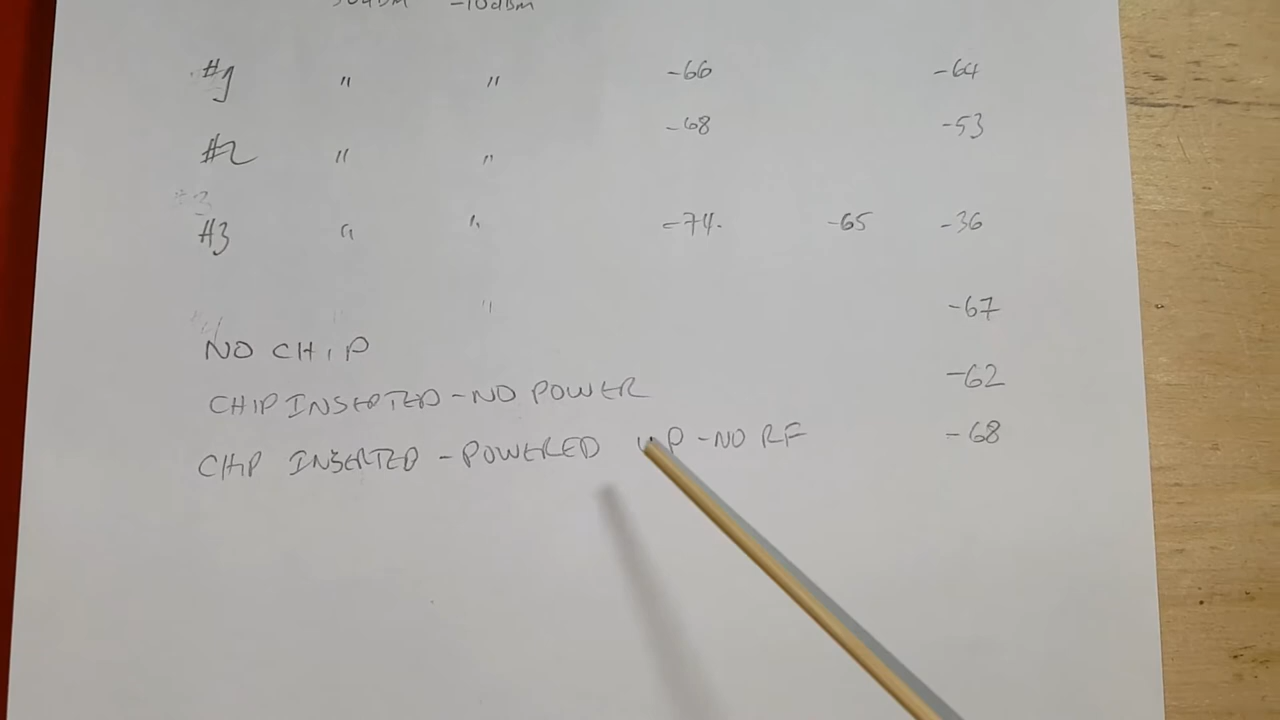 -10dBm
#1 " " -66 -64
#2 " " -68 -53
#3 " " -74. -65 -36
" -67
NO CHIP
CHIP INSERTED - NO POWER -62
CHIP INSERTED - POWERED UP - NO RF -68